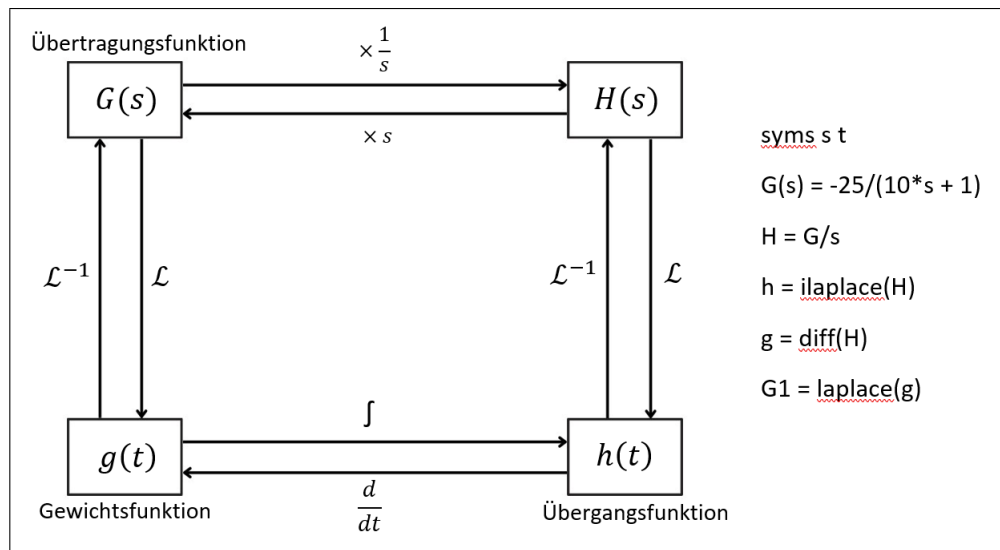 Übertragungsfunktion
× 1/s
G(s)
H(s)
× s
ℒ⁻¹
ℒ
ℒ⁻¹
ℒ
∫
g(t)
h(t)
d/dt
Gewichtsfunktion
Übergangsfunktion
syms s t
G(s) = -25/(10*s + 1)
H = G/s
h = ilaplace(H)
g = diff(H)
G1 = laplace(g)